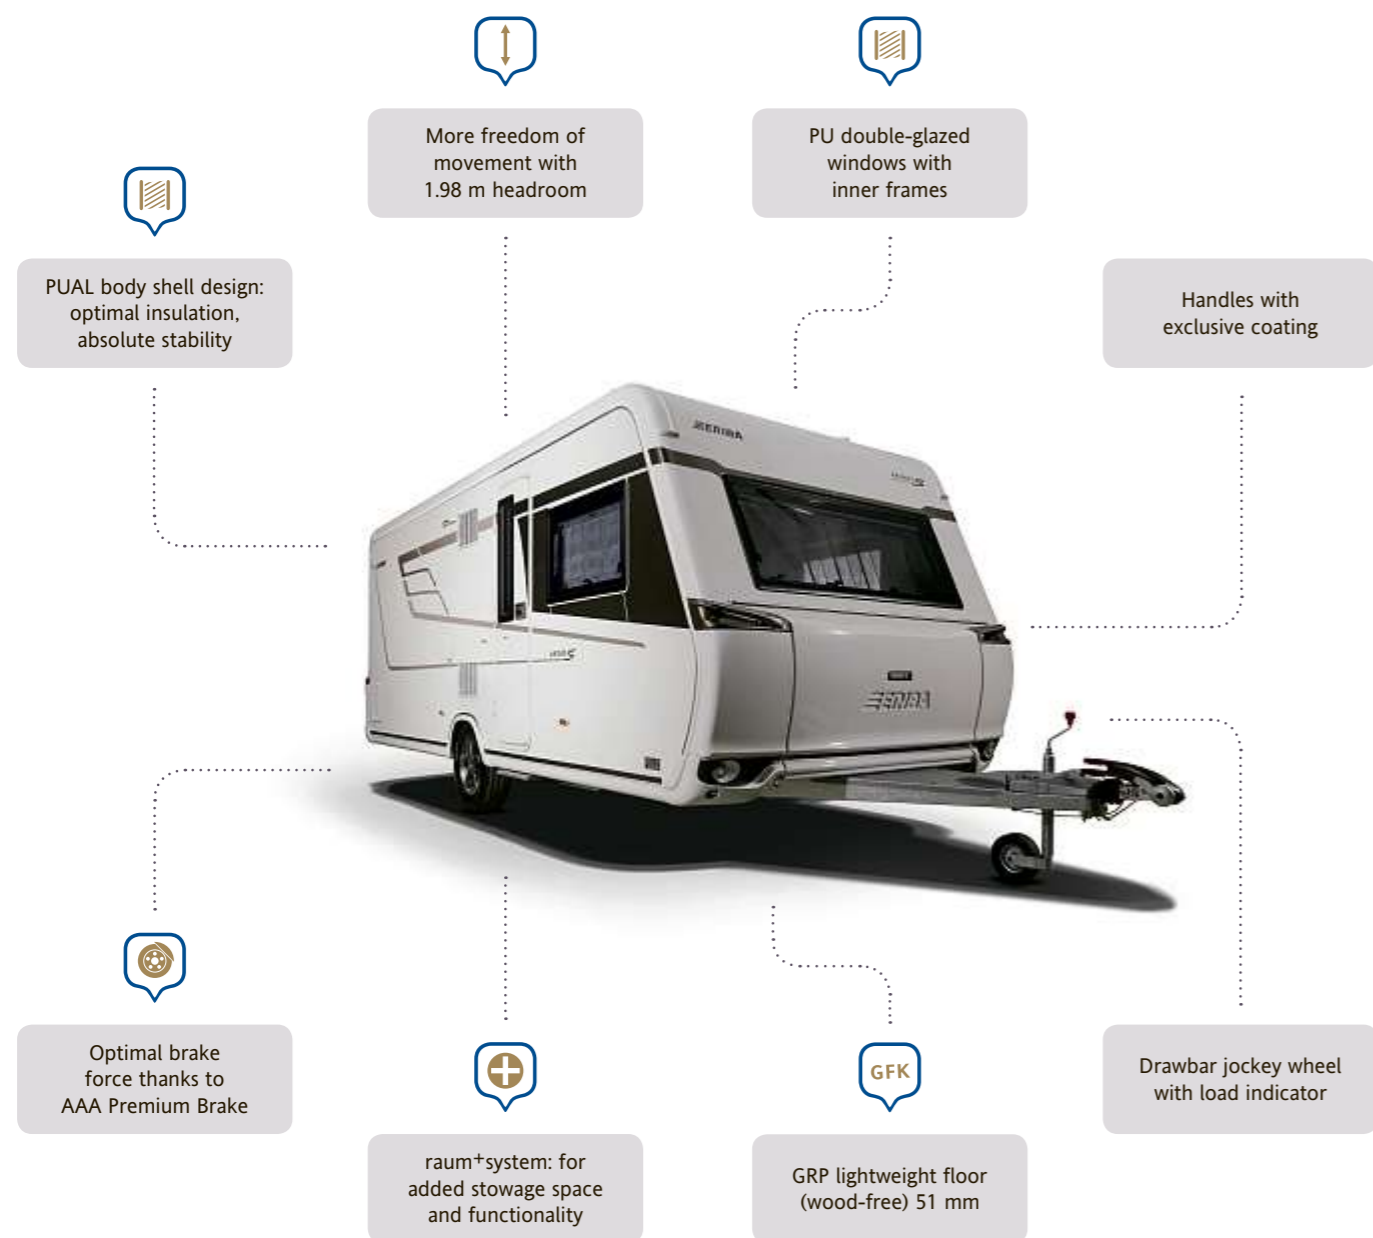 More freedom of
movement with
1.98 m headroom
PU double-glazed
windows with
inner frames
PUAL body shell design:
optimal insulation,
absolute stability
Handles with
exclusive coating
ERIBA
ERIBA
Optimal brake
force thanks to
AAA Premium Brake
raum+system: for
added stowage space
and functionality
GFK
GRP lightweight floor
(wood-free) 51 mm
Drawbar jockey wheel
with load indicator